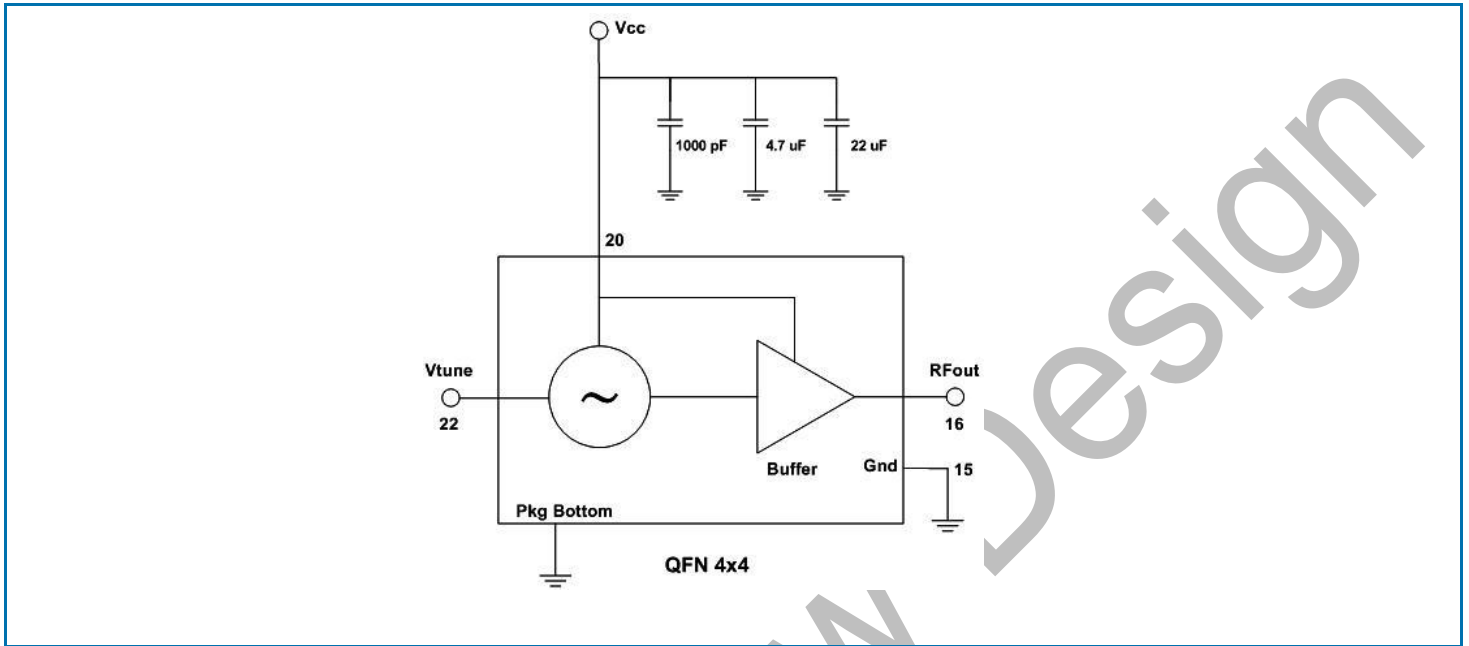 Vcc
1000 pF
4.7 uF
22 uF
20
Vtune
22
~
RFout
16
Buffer
Gnd
15
Pkg Bottom
QFN 4x4
w Design